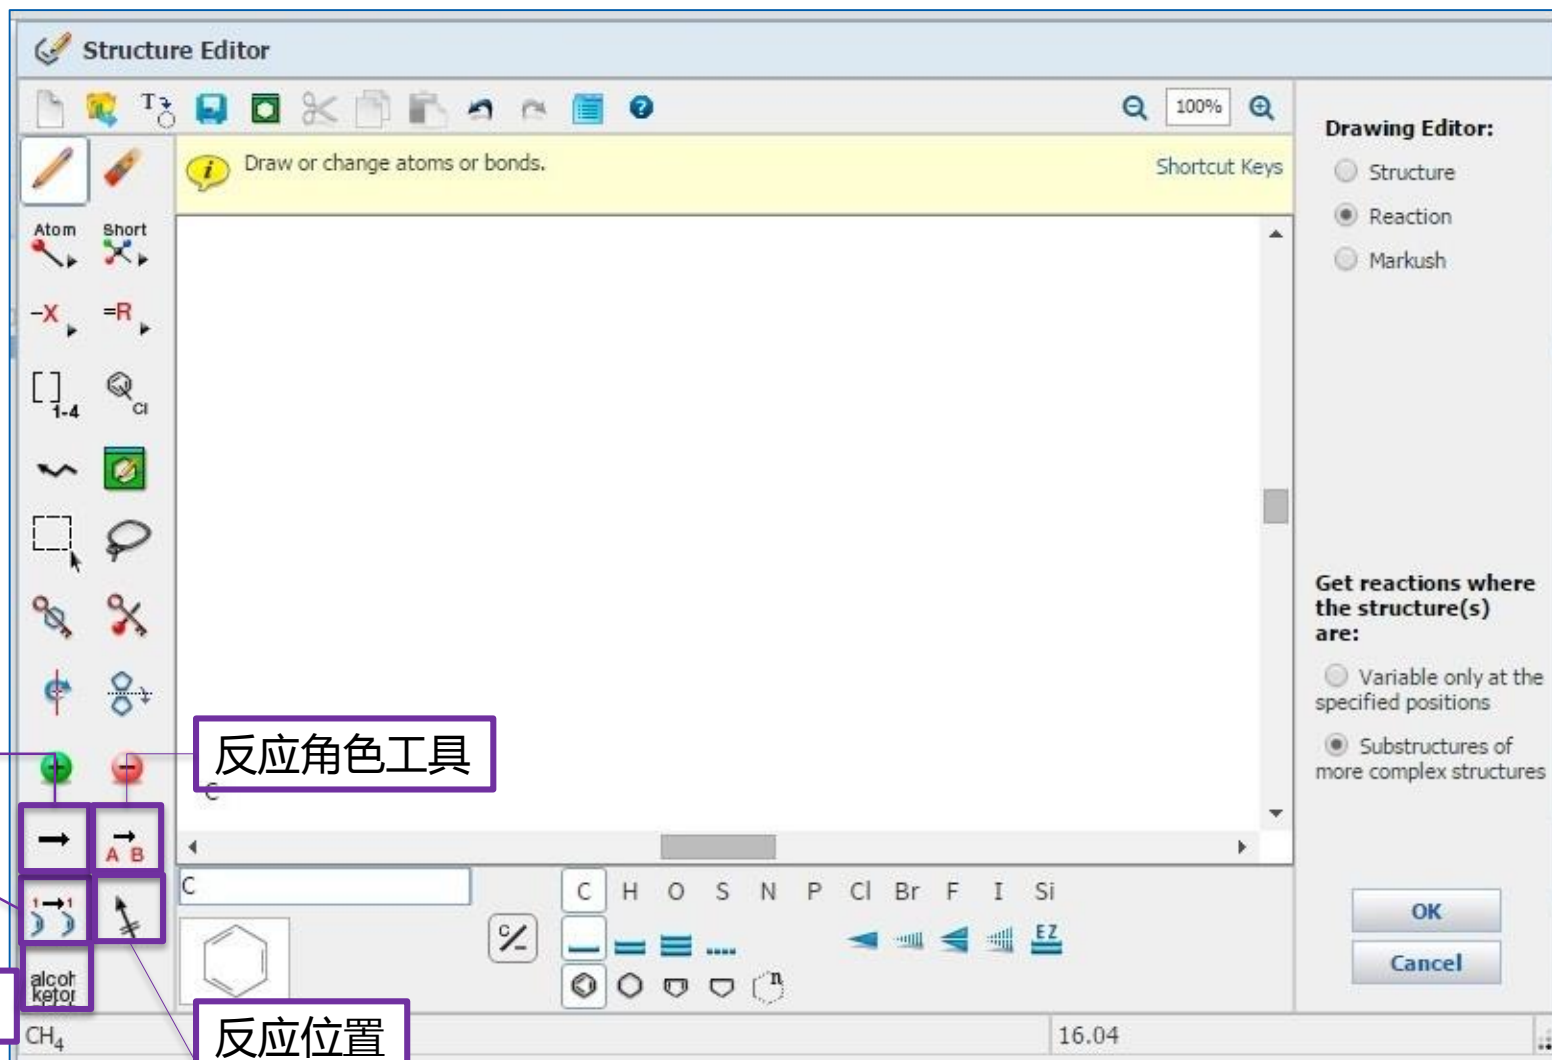 Structure Editor
T
100%
Draw or change atoms or bonds.
Shortcut Keys
Drawing Editor:
Structure
Reaction
Markush
Atom
Short
-X
=R
[ ] 1-4
Cl
Get reactions where
the structure(s)
are:
Variable only at the
specified positions
Substructures of
more complex structures
反应角色工具
C
A B
1 1
C
C H O S N P Cl Br F I Si
C/-
EZ
n
alcoh
ketor
反应位置
OK
Cancel
CH4
16.04